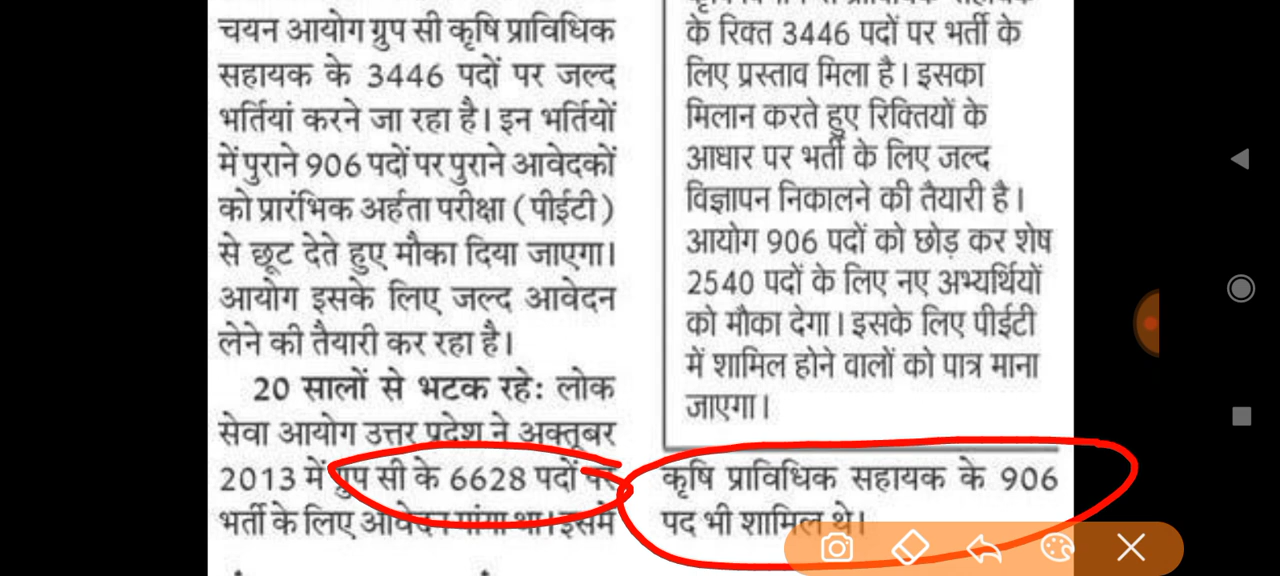 चयन आयोग ग्रुप सी कृषि प्राविधिक
सहायक के 3446 पदों पर जल्द
भर्तियां करने जा रहा है। इन भर्तियों
में पुराने 906 पदों पर पुराने आवेदकों
को प्रारंभिक अर्हता परीक्षा (पीईटी)
से छूट देते हुए मौका दिया जाएगा।
आयोग इसके लिए जल्द आवेदन
लेने की तैयारी कर रहा है।
20 सालों से भटक रहे: लोक
सेवा आयोग उत्तर प्रदेश ने अक्तूबर
2013 में ग्रुप सी के 6628 पदों पर
भर्ती के लिए आवेदन मांगा था। इसमें
के रिक्त 3446 पदों पर भर्ती के
लिए प्रस्ताव मिला है। इसका
मिलान करते हुए रिक्तियों के
आधार पर भर्ती के लिए जल्द
विज्ञापन निकालने की तैयारी है।
आयोग 906 पदों को छोड़ कर शेष
2540 पदों के लिए नए अभ्यर्थियों
को मौका देगा। इसके लिए पीईटी
में शामिल होने वालों को पात्र माना
जाएगा।
कृषि प्राविधिक सहायक के 906
पद भी शामिल थे।